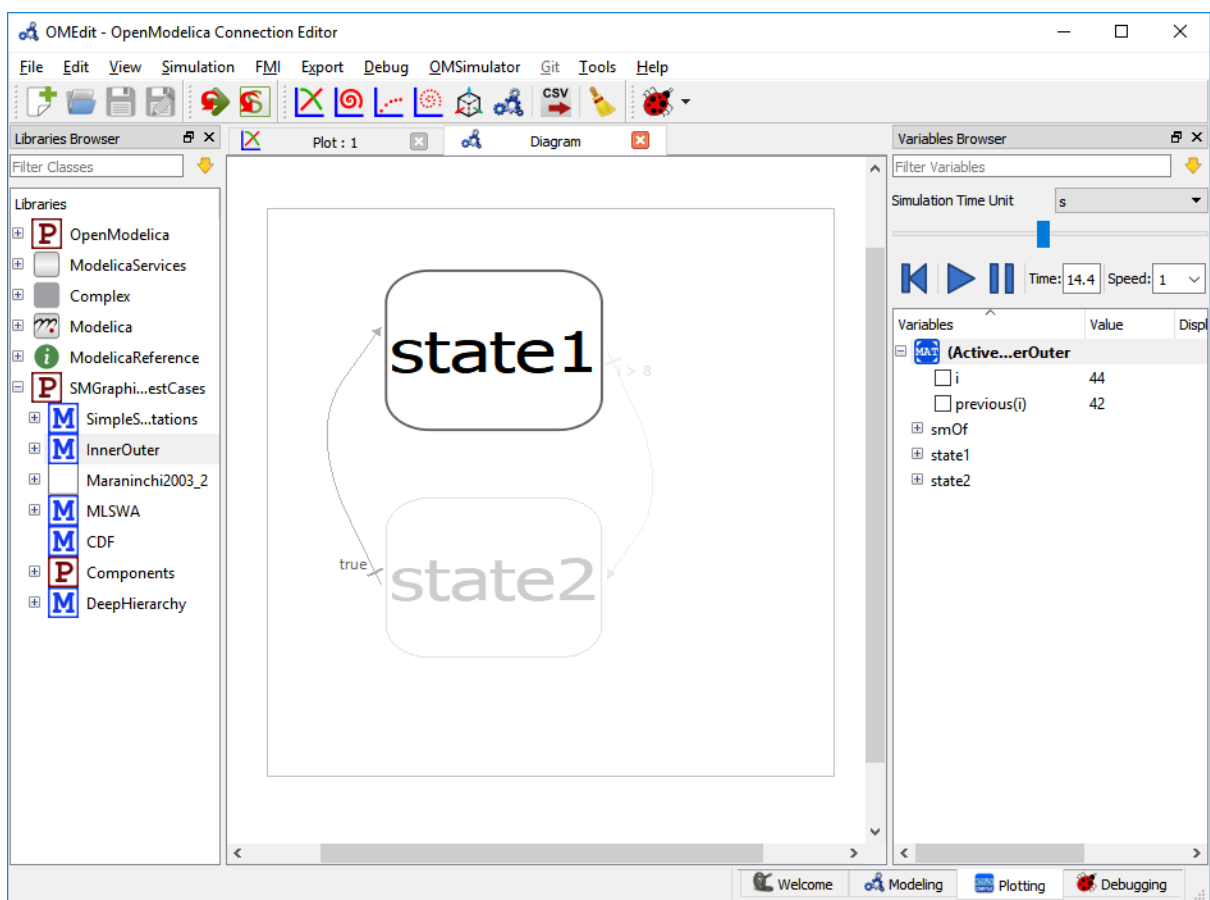 OMEdit - OpenModelica Connection Editor
File Edit View Simulation FMI Export Debug OMSimulator Git Tools Help
CSV
Libraries Browser
Filter Classes
Libraries
P OpenModelica
ModelicaServices
Complex
Modelica
i ModelicaReference
P SMGraphi...estCases
M SimpleS...tations
M InnerOuter
Maraninchi2003_2
M MLSWA
M CDF
P Components
M DeepHierarchy
Plot : 1
Diagram
state1
i > 8
true
state2
Variables Browser
Filter Variables
Simulation Time Unit s
Time: 14.4 Speed: 1
Variables Value Displ
MAT (Active...erOuter
i 44
previous(i) 42
smOf
state1
state2
Welcome Modeling Plotting Debugging